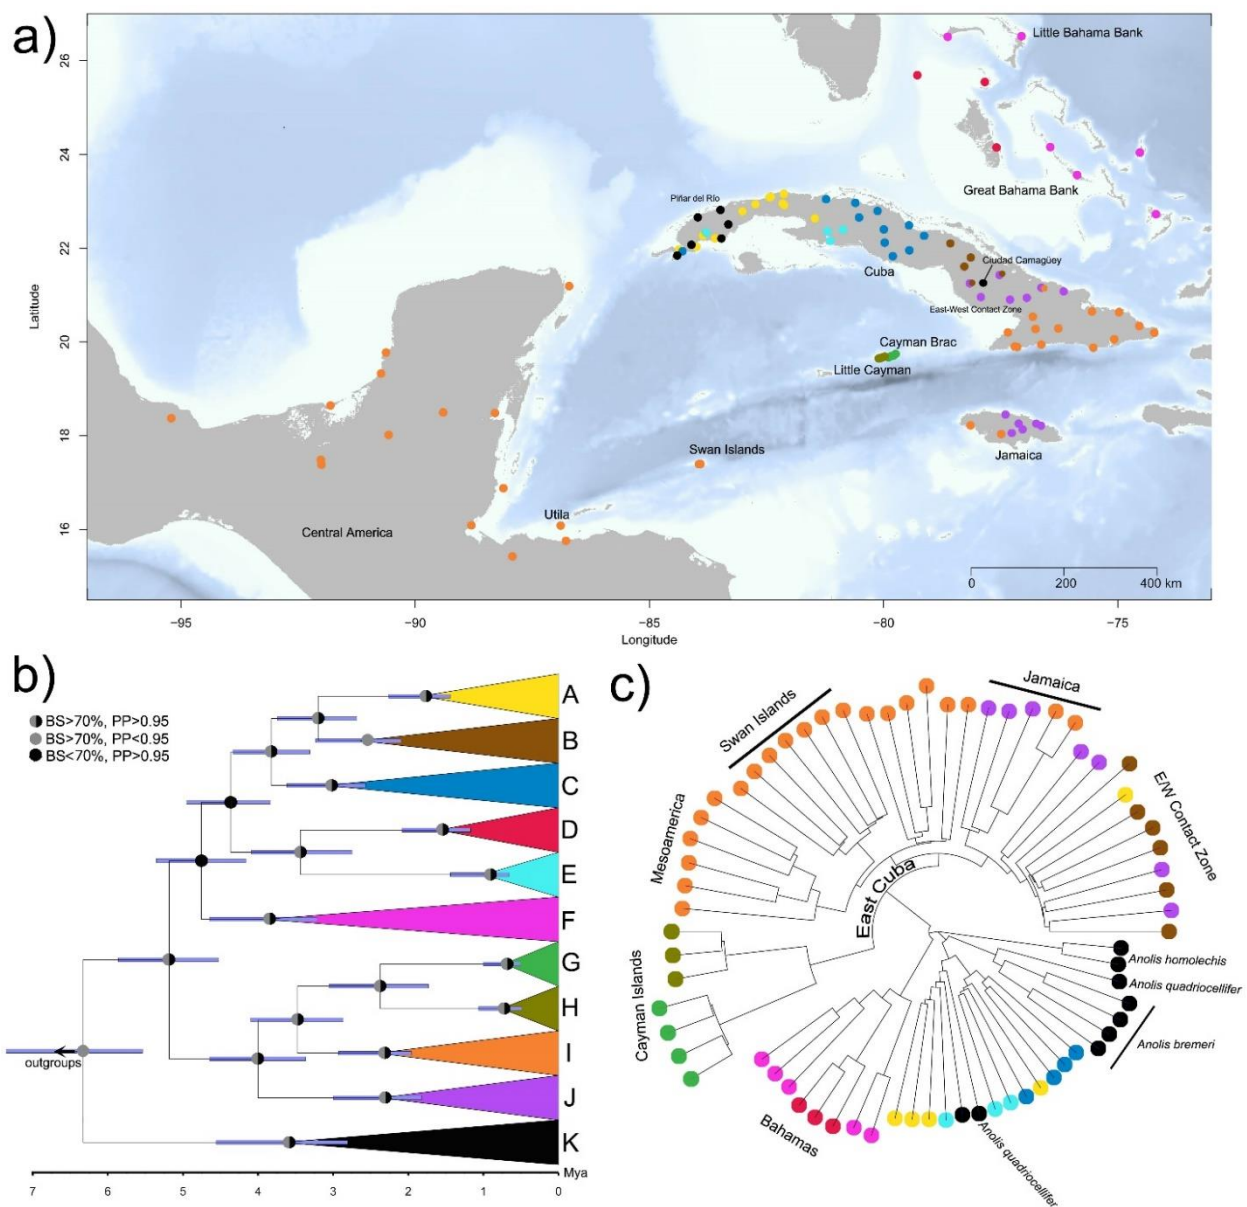 a)
Little Bahama Bank
26
24
Great Bahama Bank
Piñar del Río
22
Cuba
Ciudad Camagüey
East-West Contact Zone
Latitude
20
Cayman Brac
Little Cayman
18
Swan Islands
Jamaica
Utila
16
Central America
0 200 400 km
−95 −90 −85 −80 −75
Longitude
b)
A
BS>70%, PP>0.95
BS>70%, PP<0.95
BS<70%, PP>0.95
B
C
D
E
F
G
H
I
outgroups
J
K
Mya
7 6 5 4 3 2 1 0
c)
Jamaica
Swan Islands
E/W Contact Zone
Mesoamerica
East Cuba
Anolis homolechis
Anolis quadriocellifer
Cayman Islands
Anolis bremeri
Bahamas
Anolis quadriocellifer